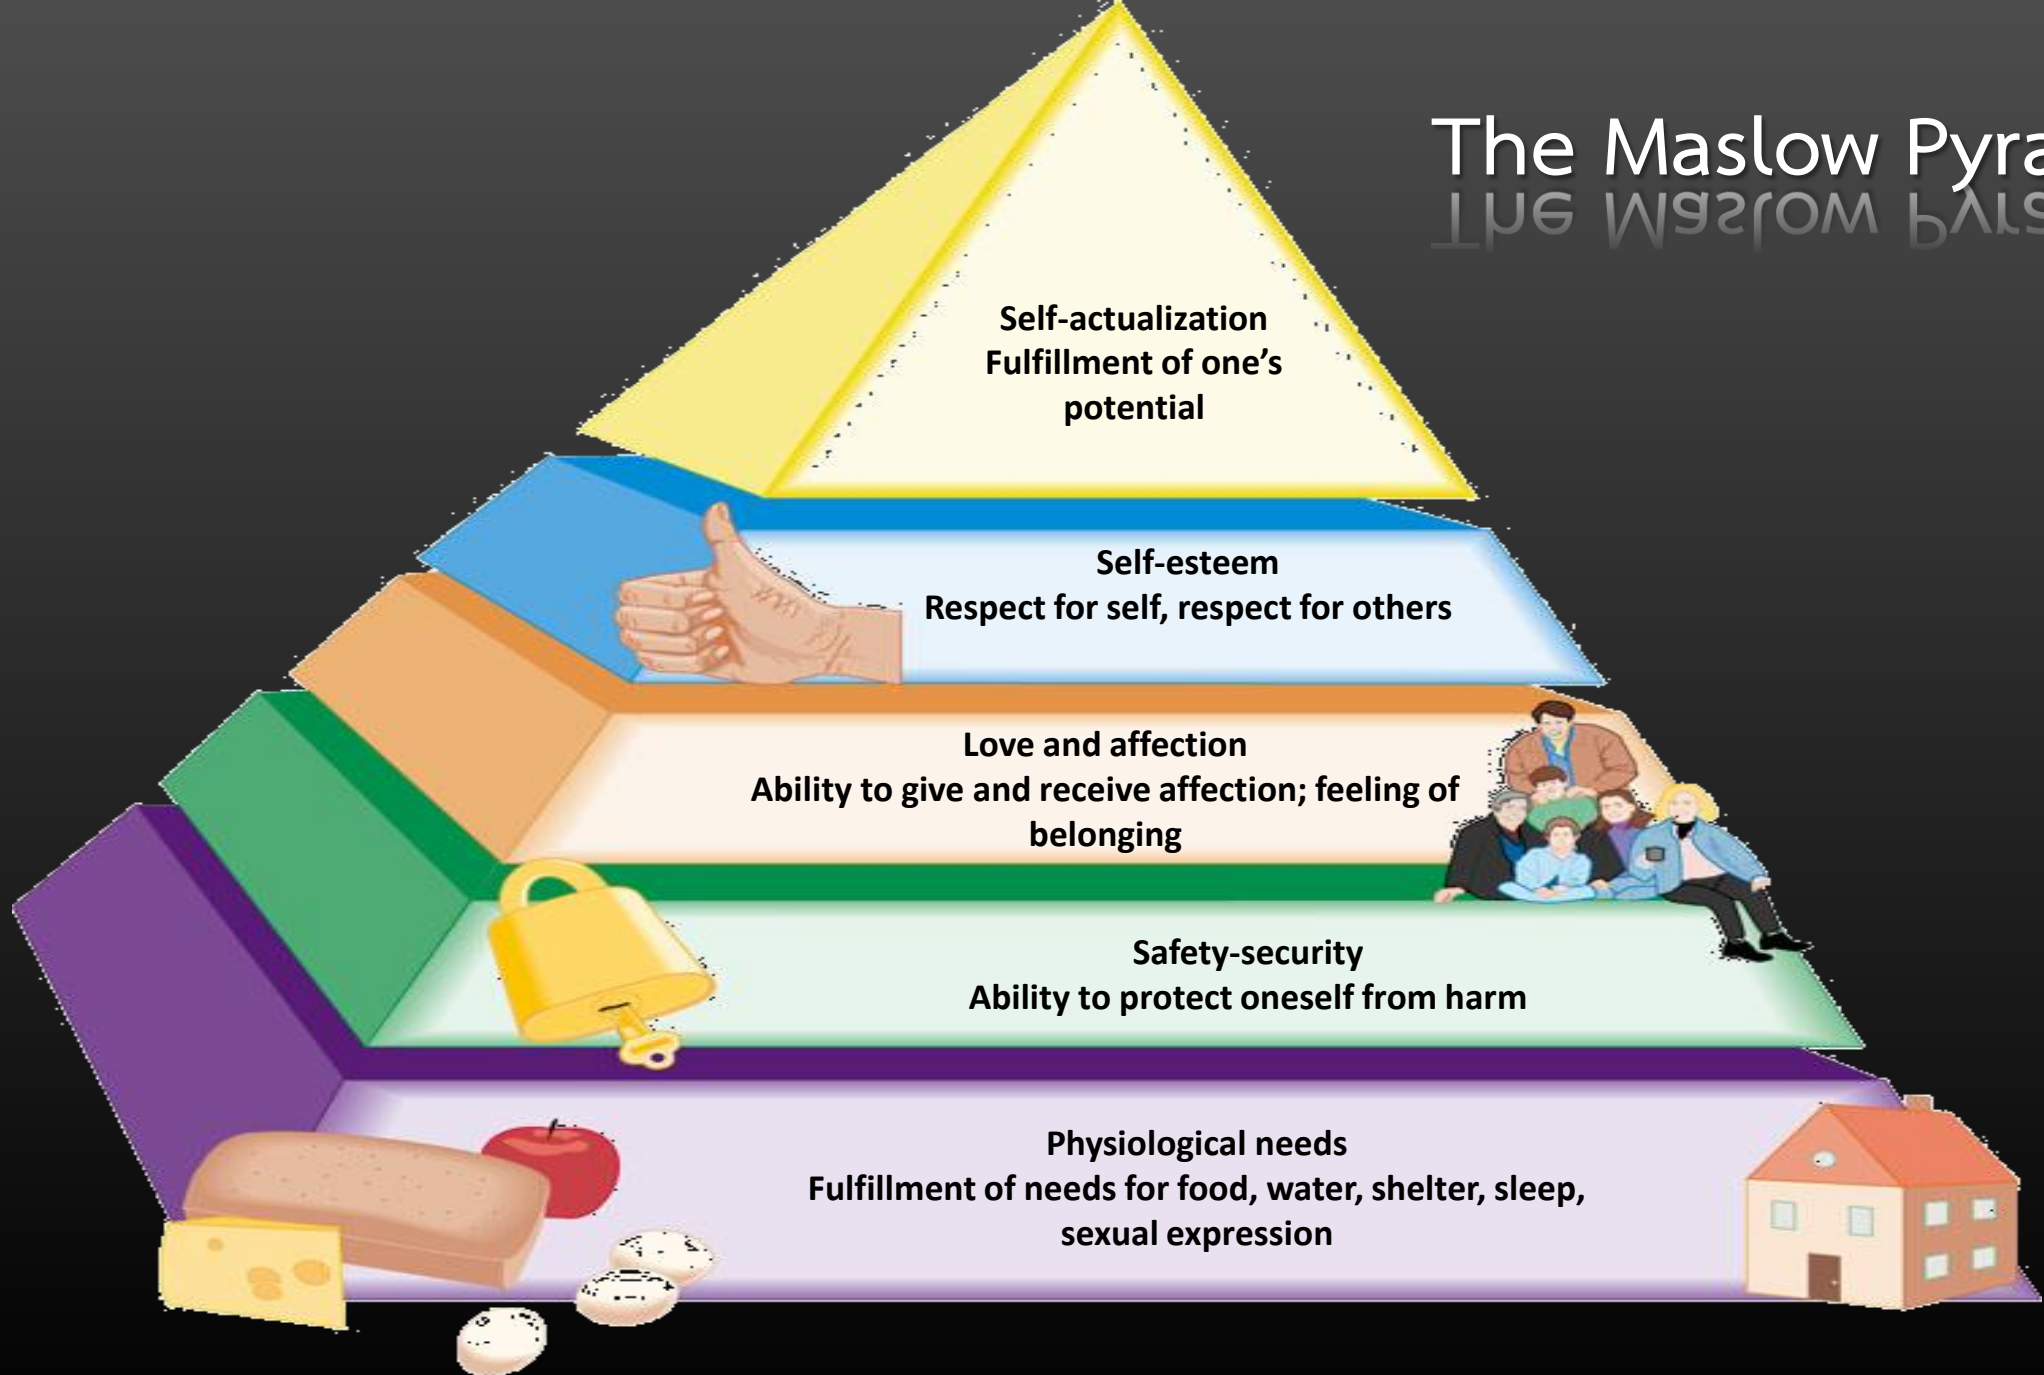 The Maslow Pyra
Self-actualization
Fulfillment of one’s
potential
Self-esteem
Respect for self, respect for others
Love and affection
Ability to give and receive affection; feeling of
belonging
Safety-security
Ability to protect oneself from harm
Physiological needs
Fulfillment of needs for food, water, shelter, sleep,
sexual expression